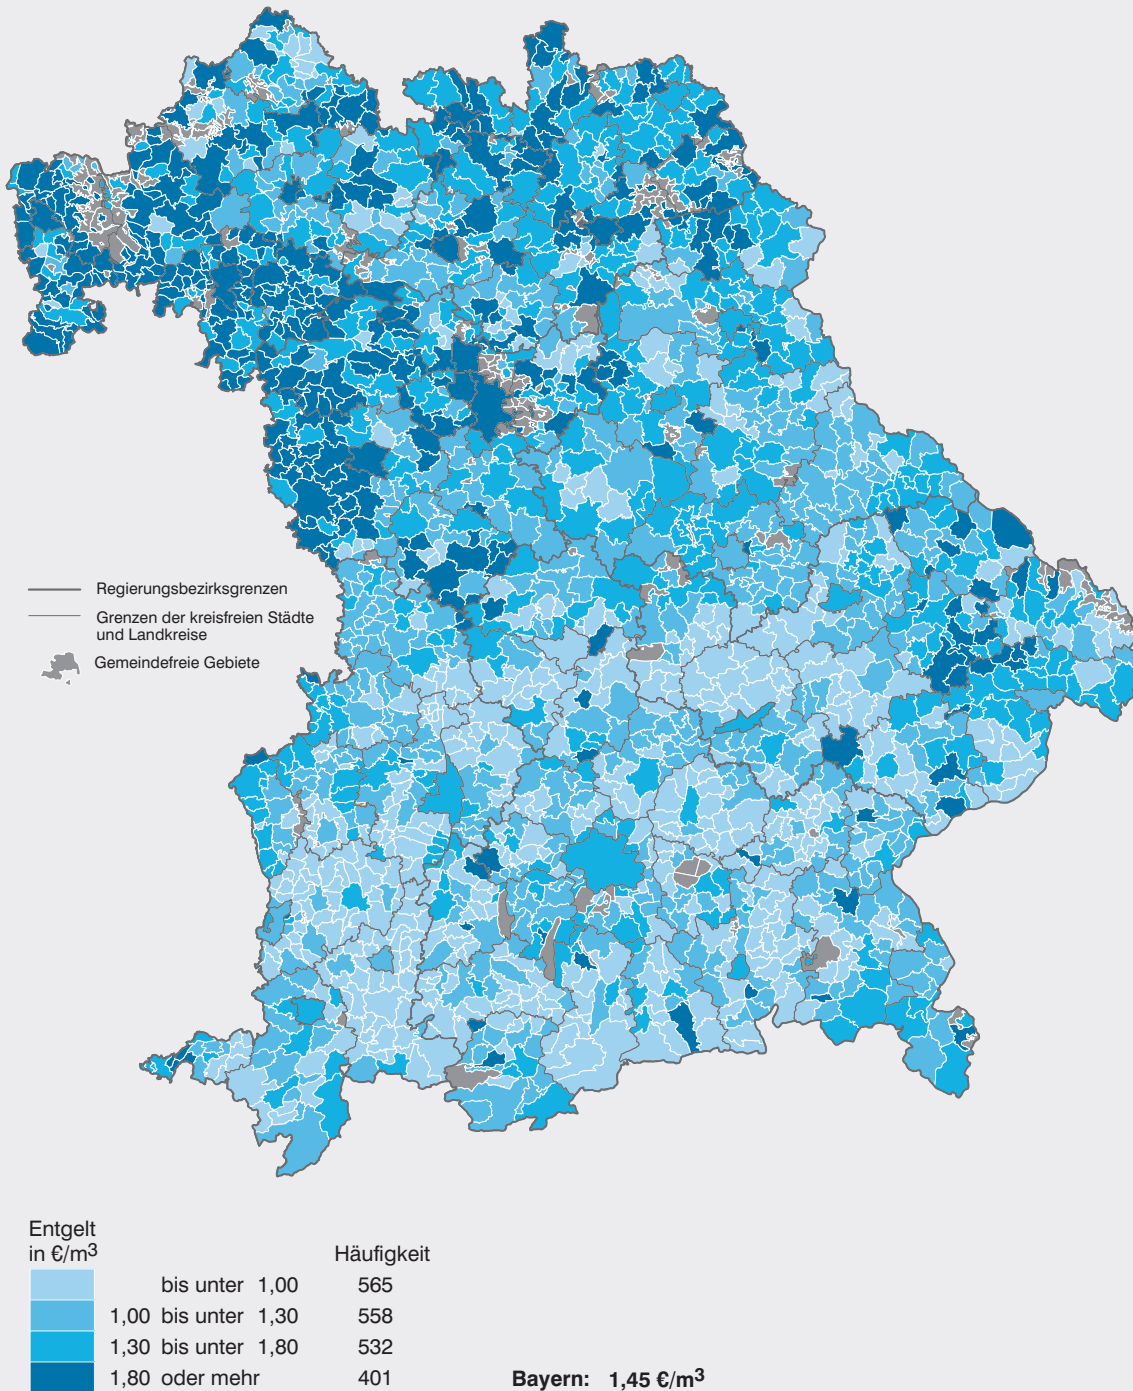 Regierungsbezirksgrenzen
Grenzen der kreisfreien Städte
und Landkreise
Gemeindefreie Gebiete
Entgelt
in €/m³ Häufigkeit
bis unter 1,00 565
1,00 bis unter 1,30 558
1,30 bis unter 1,80 532
1,80 oder mehr 401 Bayern: 1,45 €/m³